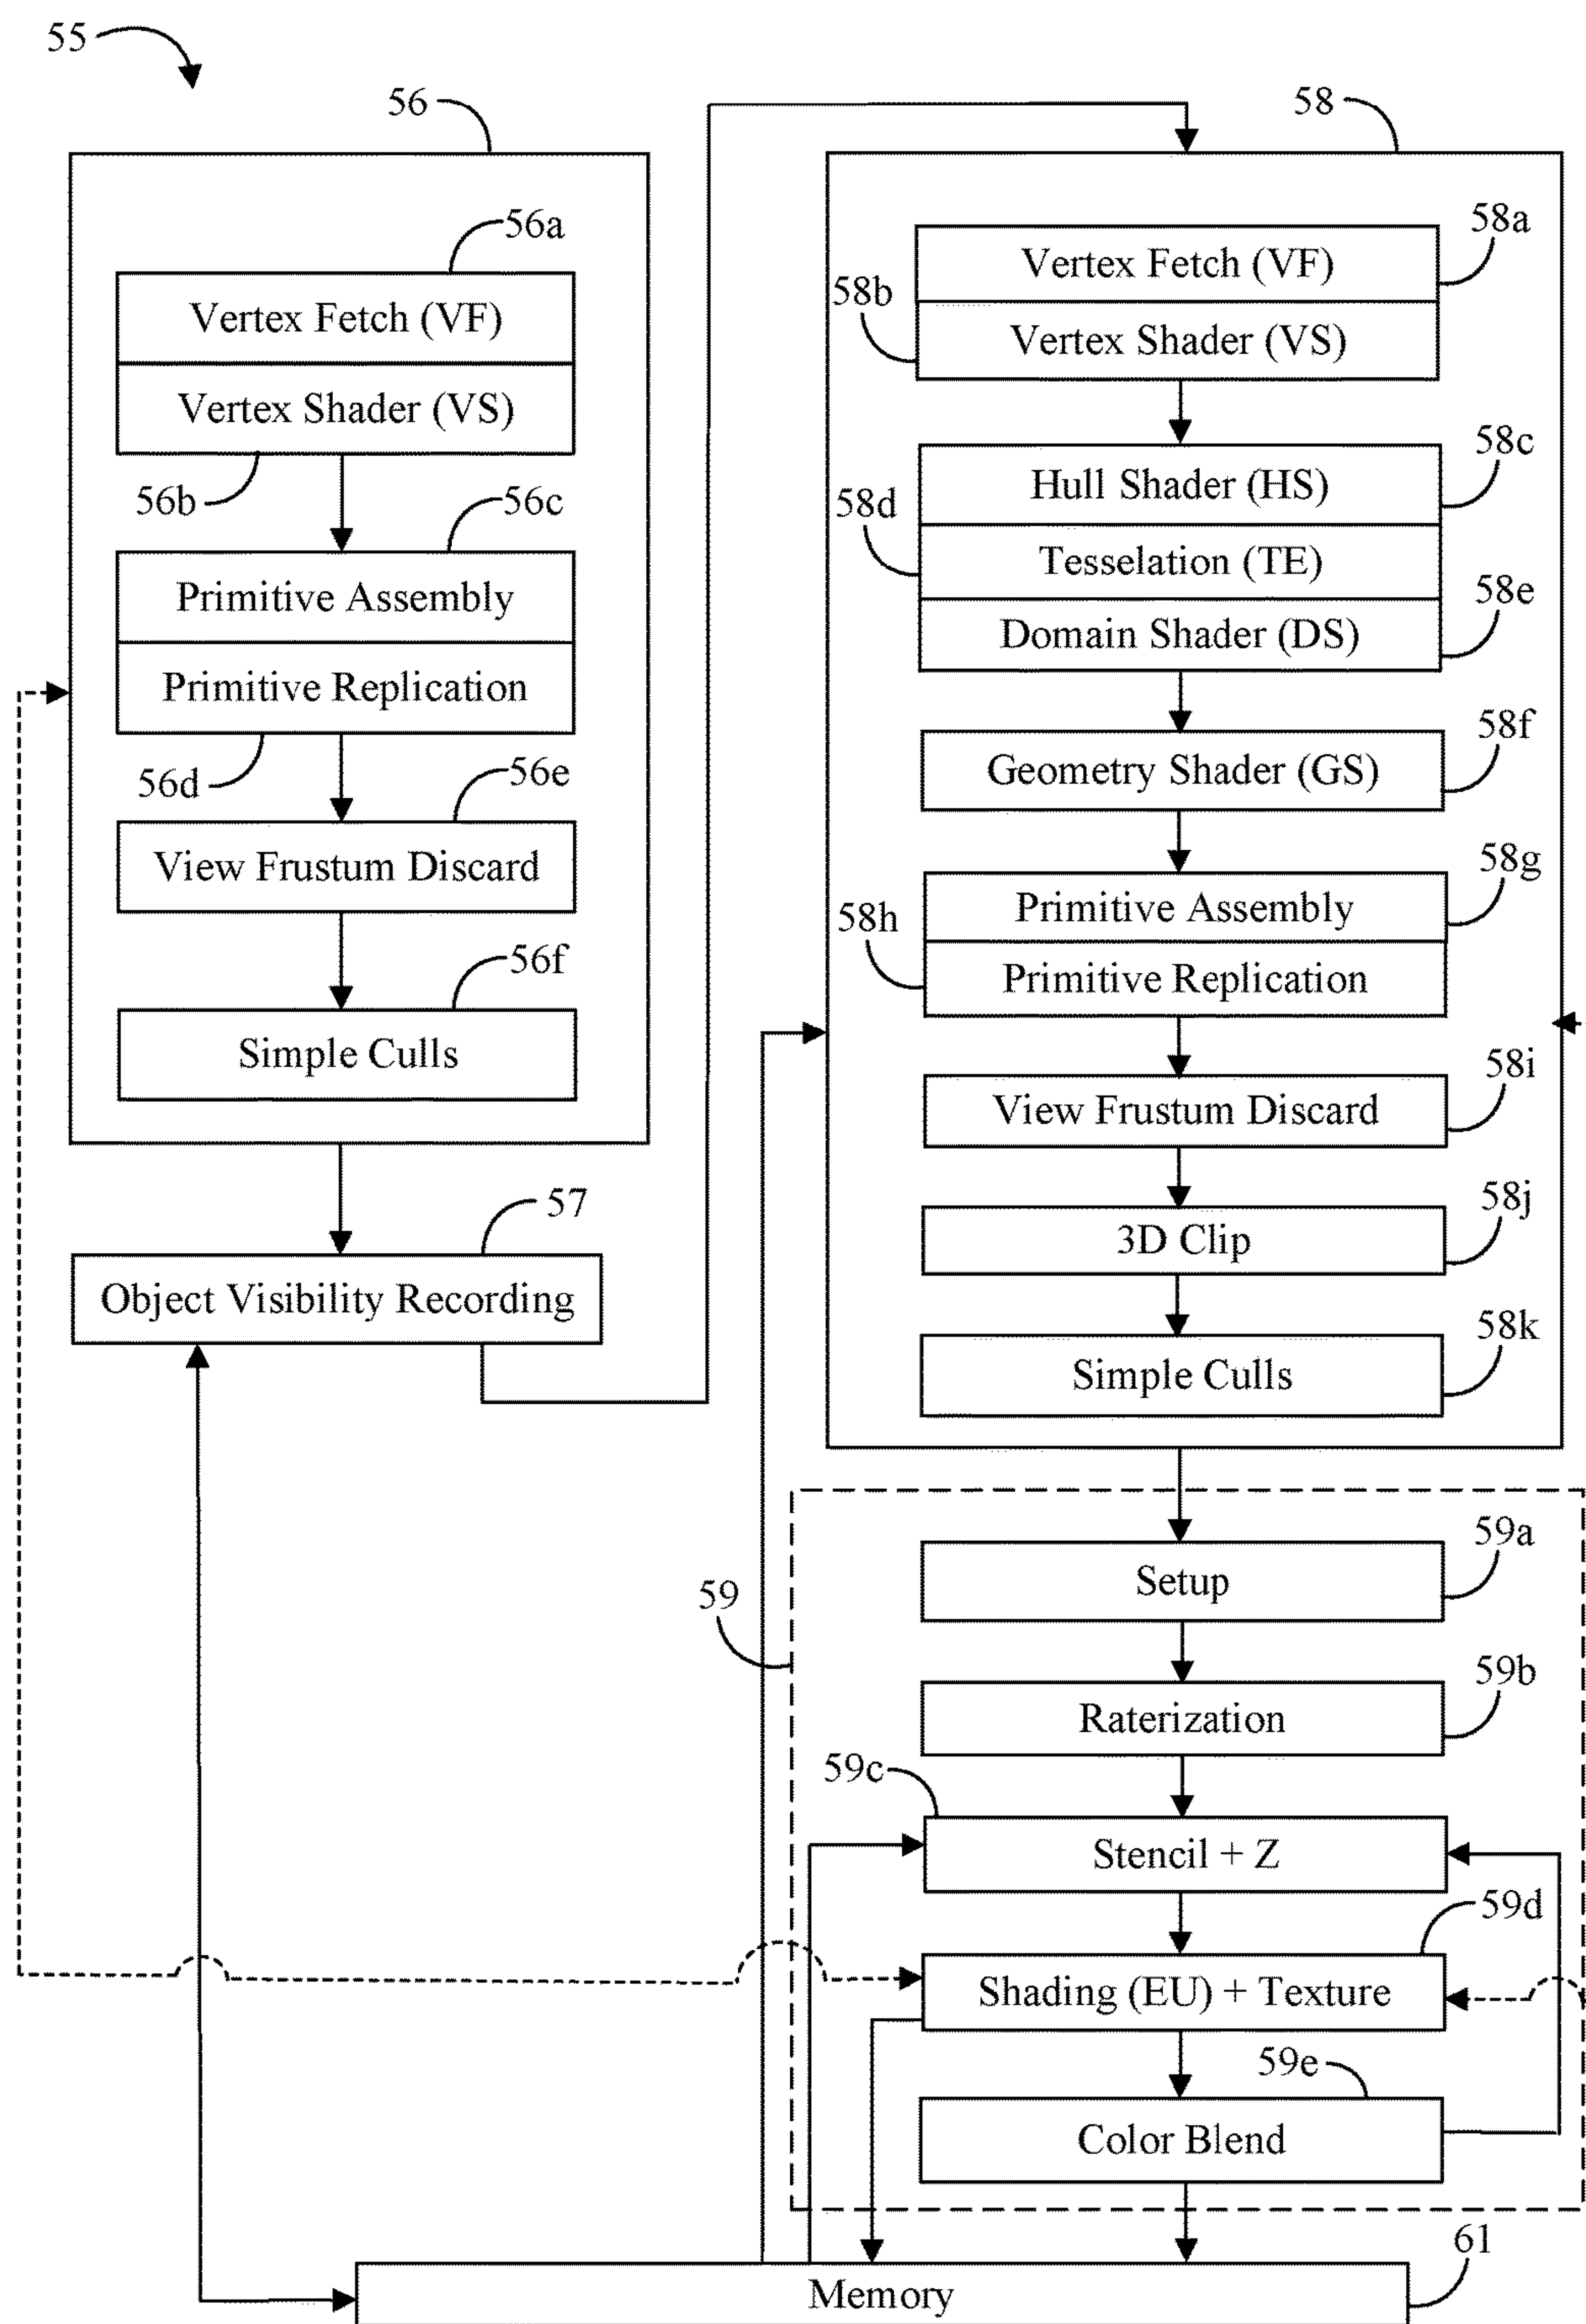 55
56
56a
Vertex Fetch (VF)
Vertex Shader (VS)
56b
56c
Primitive Assembly
Primitive Replication
56d
56e
View Frustum Discard
56f
Simple Culls
57
Object Visibility Recording
58
58a
Vertex Fetch (VF)
58b
Vertex Shader (VS)
58c
Hull Shader (HS)
58d
Tesselation (TE)
58e
Domain Shader (DS)
58f
Geometry Shader (GS)
58g
Primitive Assembly
58h
Primitive Replication
58i
View Frustum Discard
58j
3D Clip
58k
Simple Culls
59
59a
Setup
59b
Raterization
59c
Stencil + Z
59d
Shading (EU) + Texture
59e
Color Blend
61
Memory